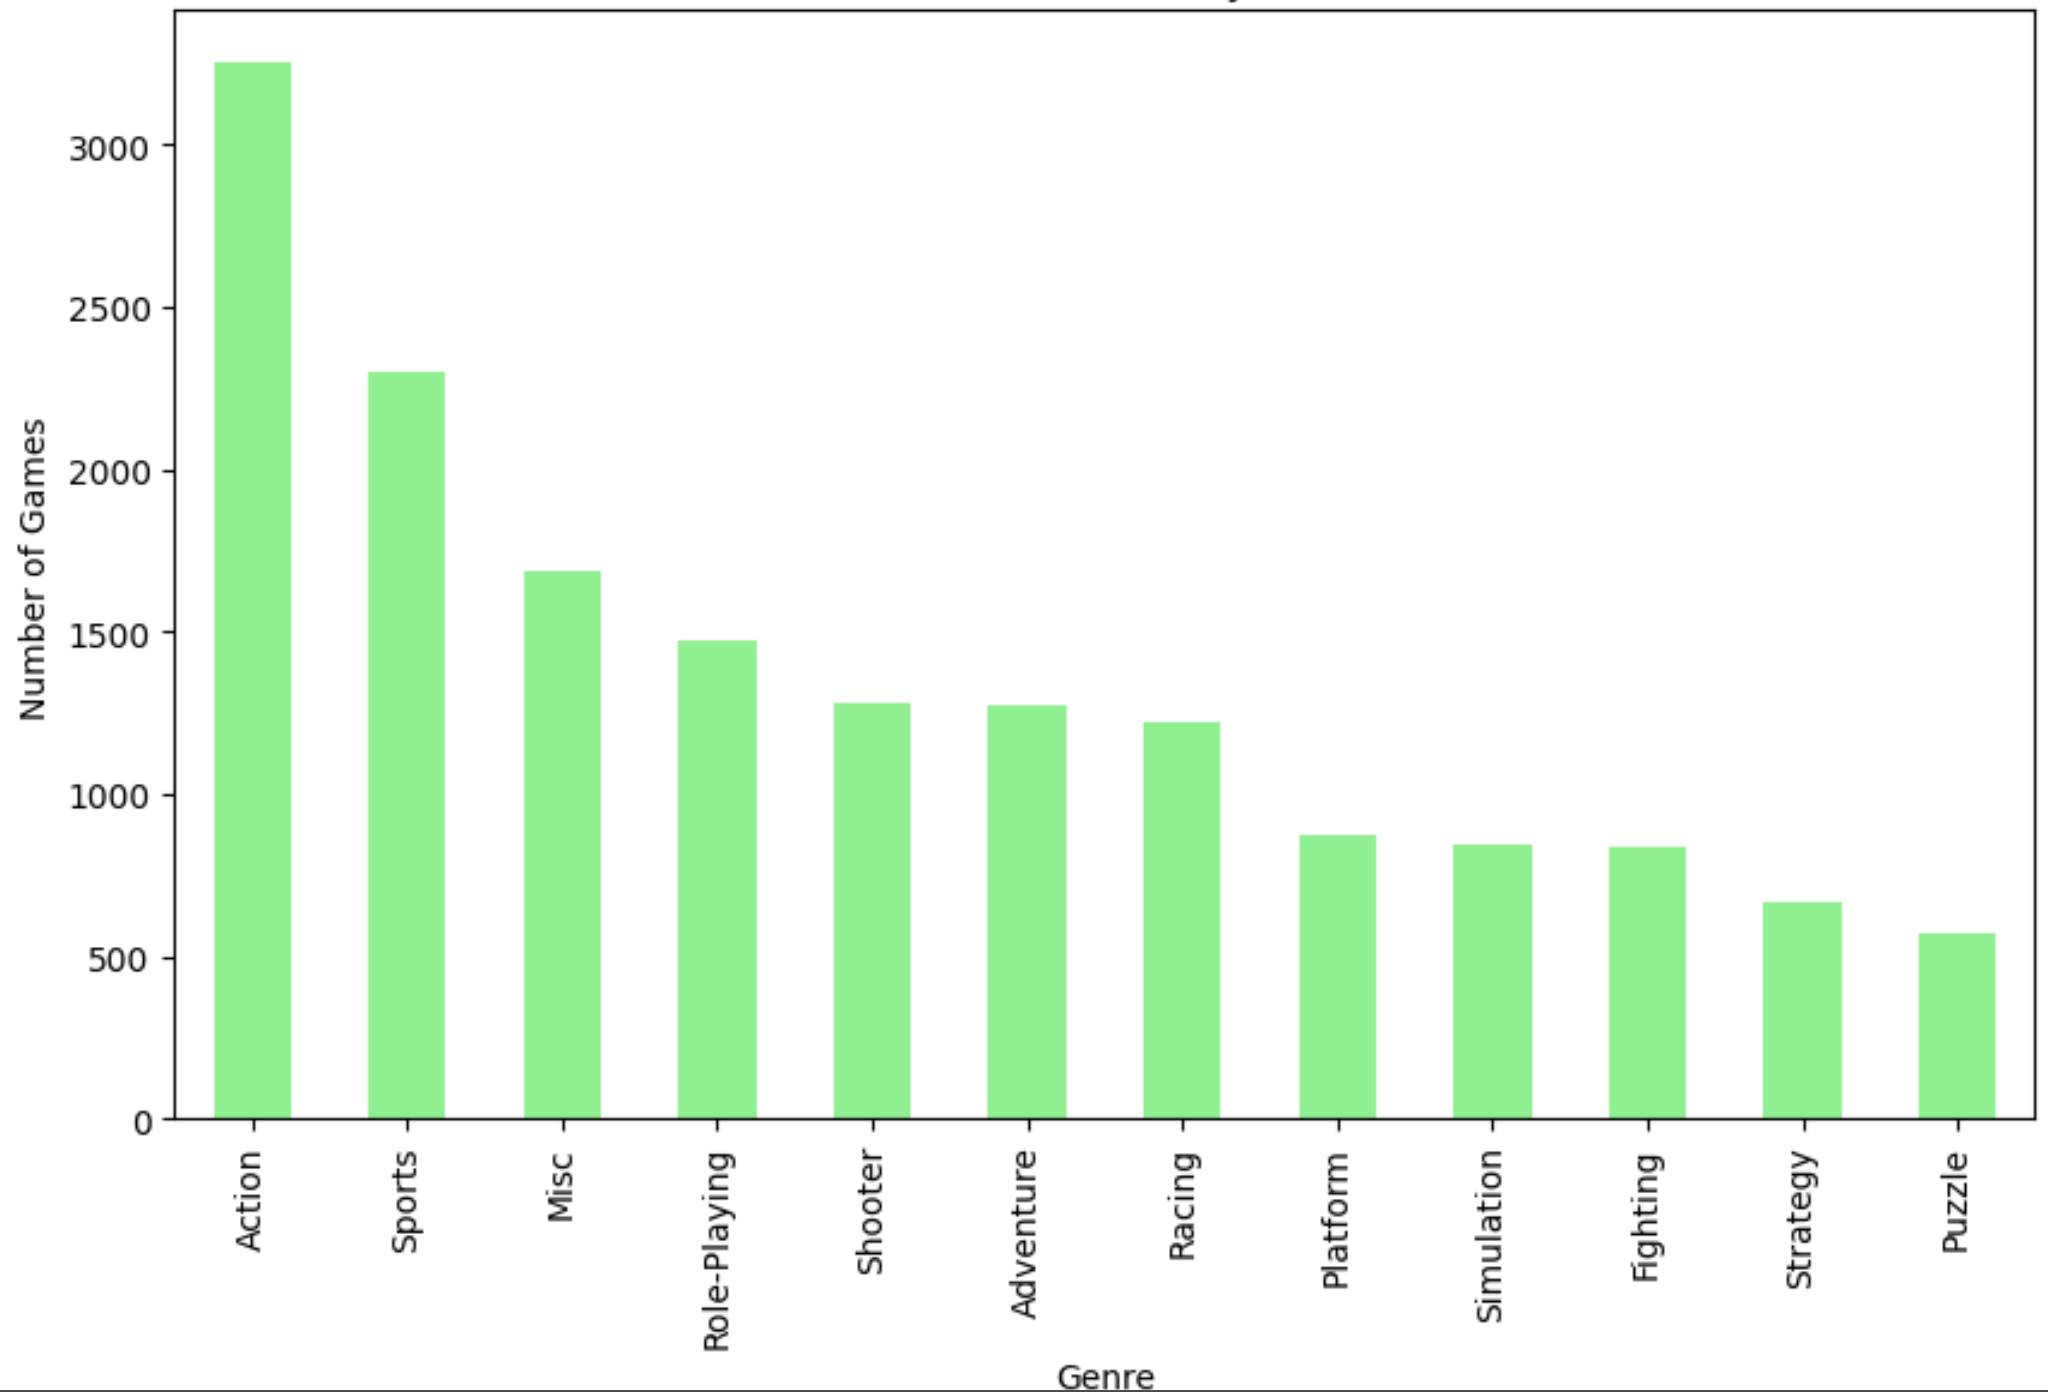 Number of Games
3000
2500
2000
1500
1000
500
0
Action
Sports
Misc
Role-Playing
Shooter
Adventure
Racing
Platform
Simulation
Fighting
Strategy
Puzzle
Genre